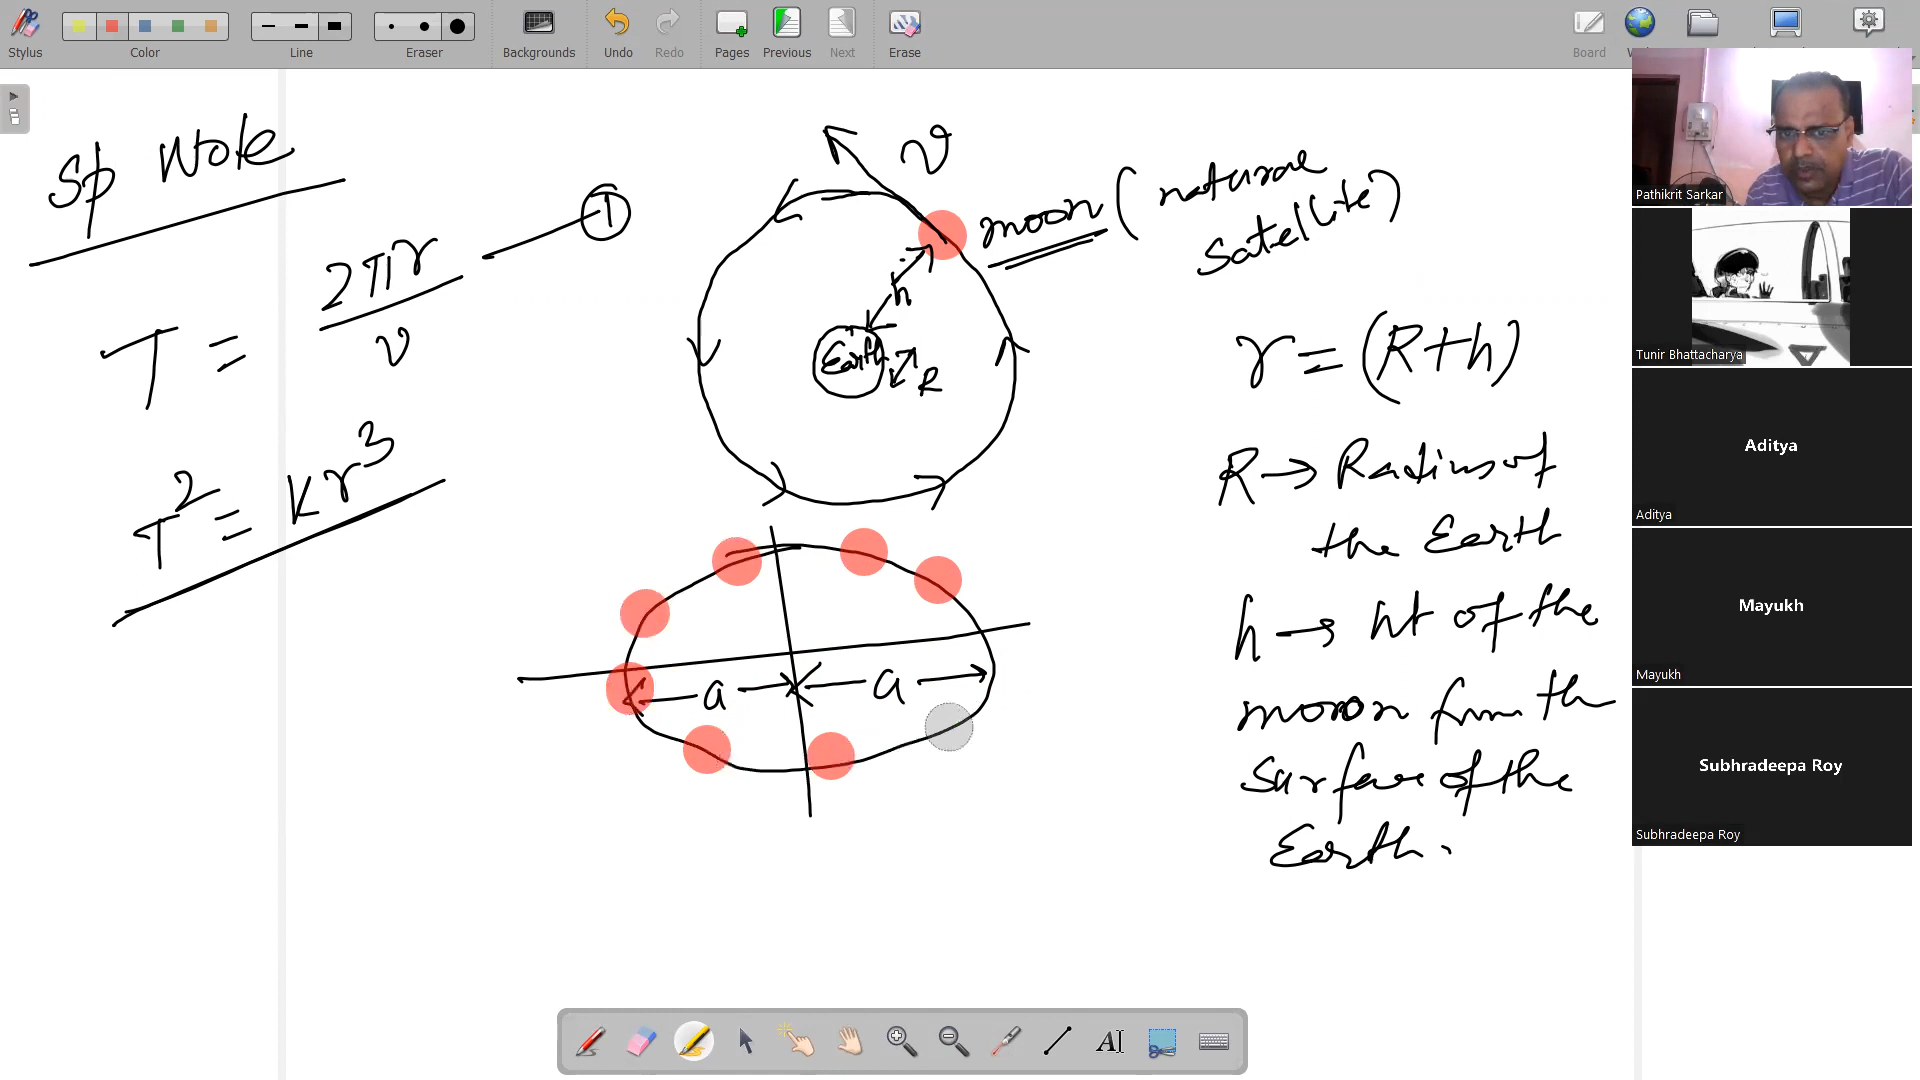 Stylus
Color
Line
Eraser
Backgrounds
Undo
Redo
Pages
Previous
Next
Erase
Board
Sp Note
T = 2πr / v — 1
T² = kr³
v
moon (natural
satellite)
h
Earth
R
r = (R+h)
R → Radius of
the Earth
h → ht of the
moon from the
surface of the
Earth.
a
a
Pathikrit Sarkar
Tunir Bhattacharya
Aditya
Aditya
Mayukh
Mayukh
Subhradeepa Roy
Subhradeepa Roy